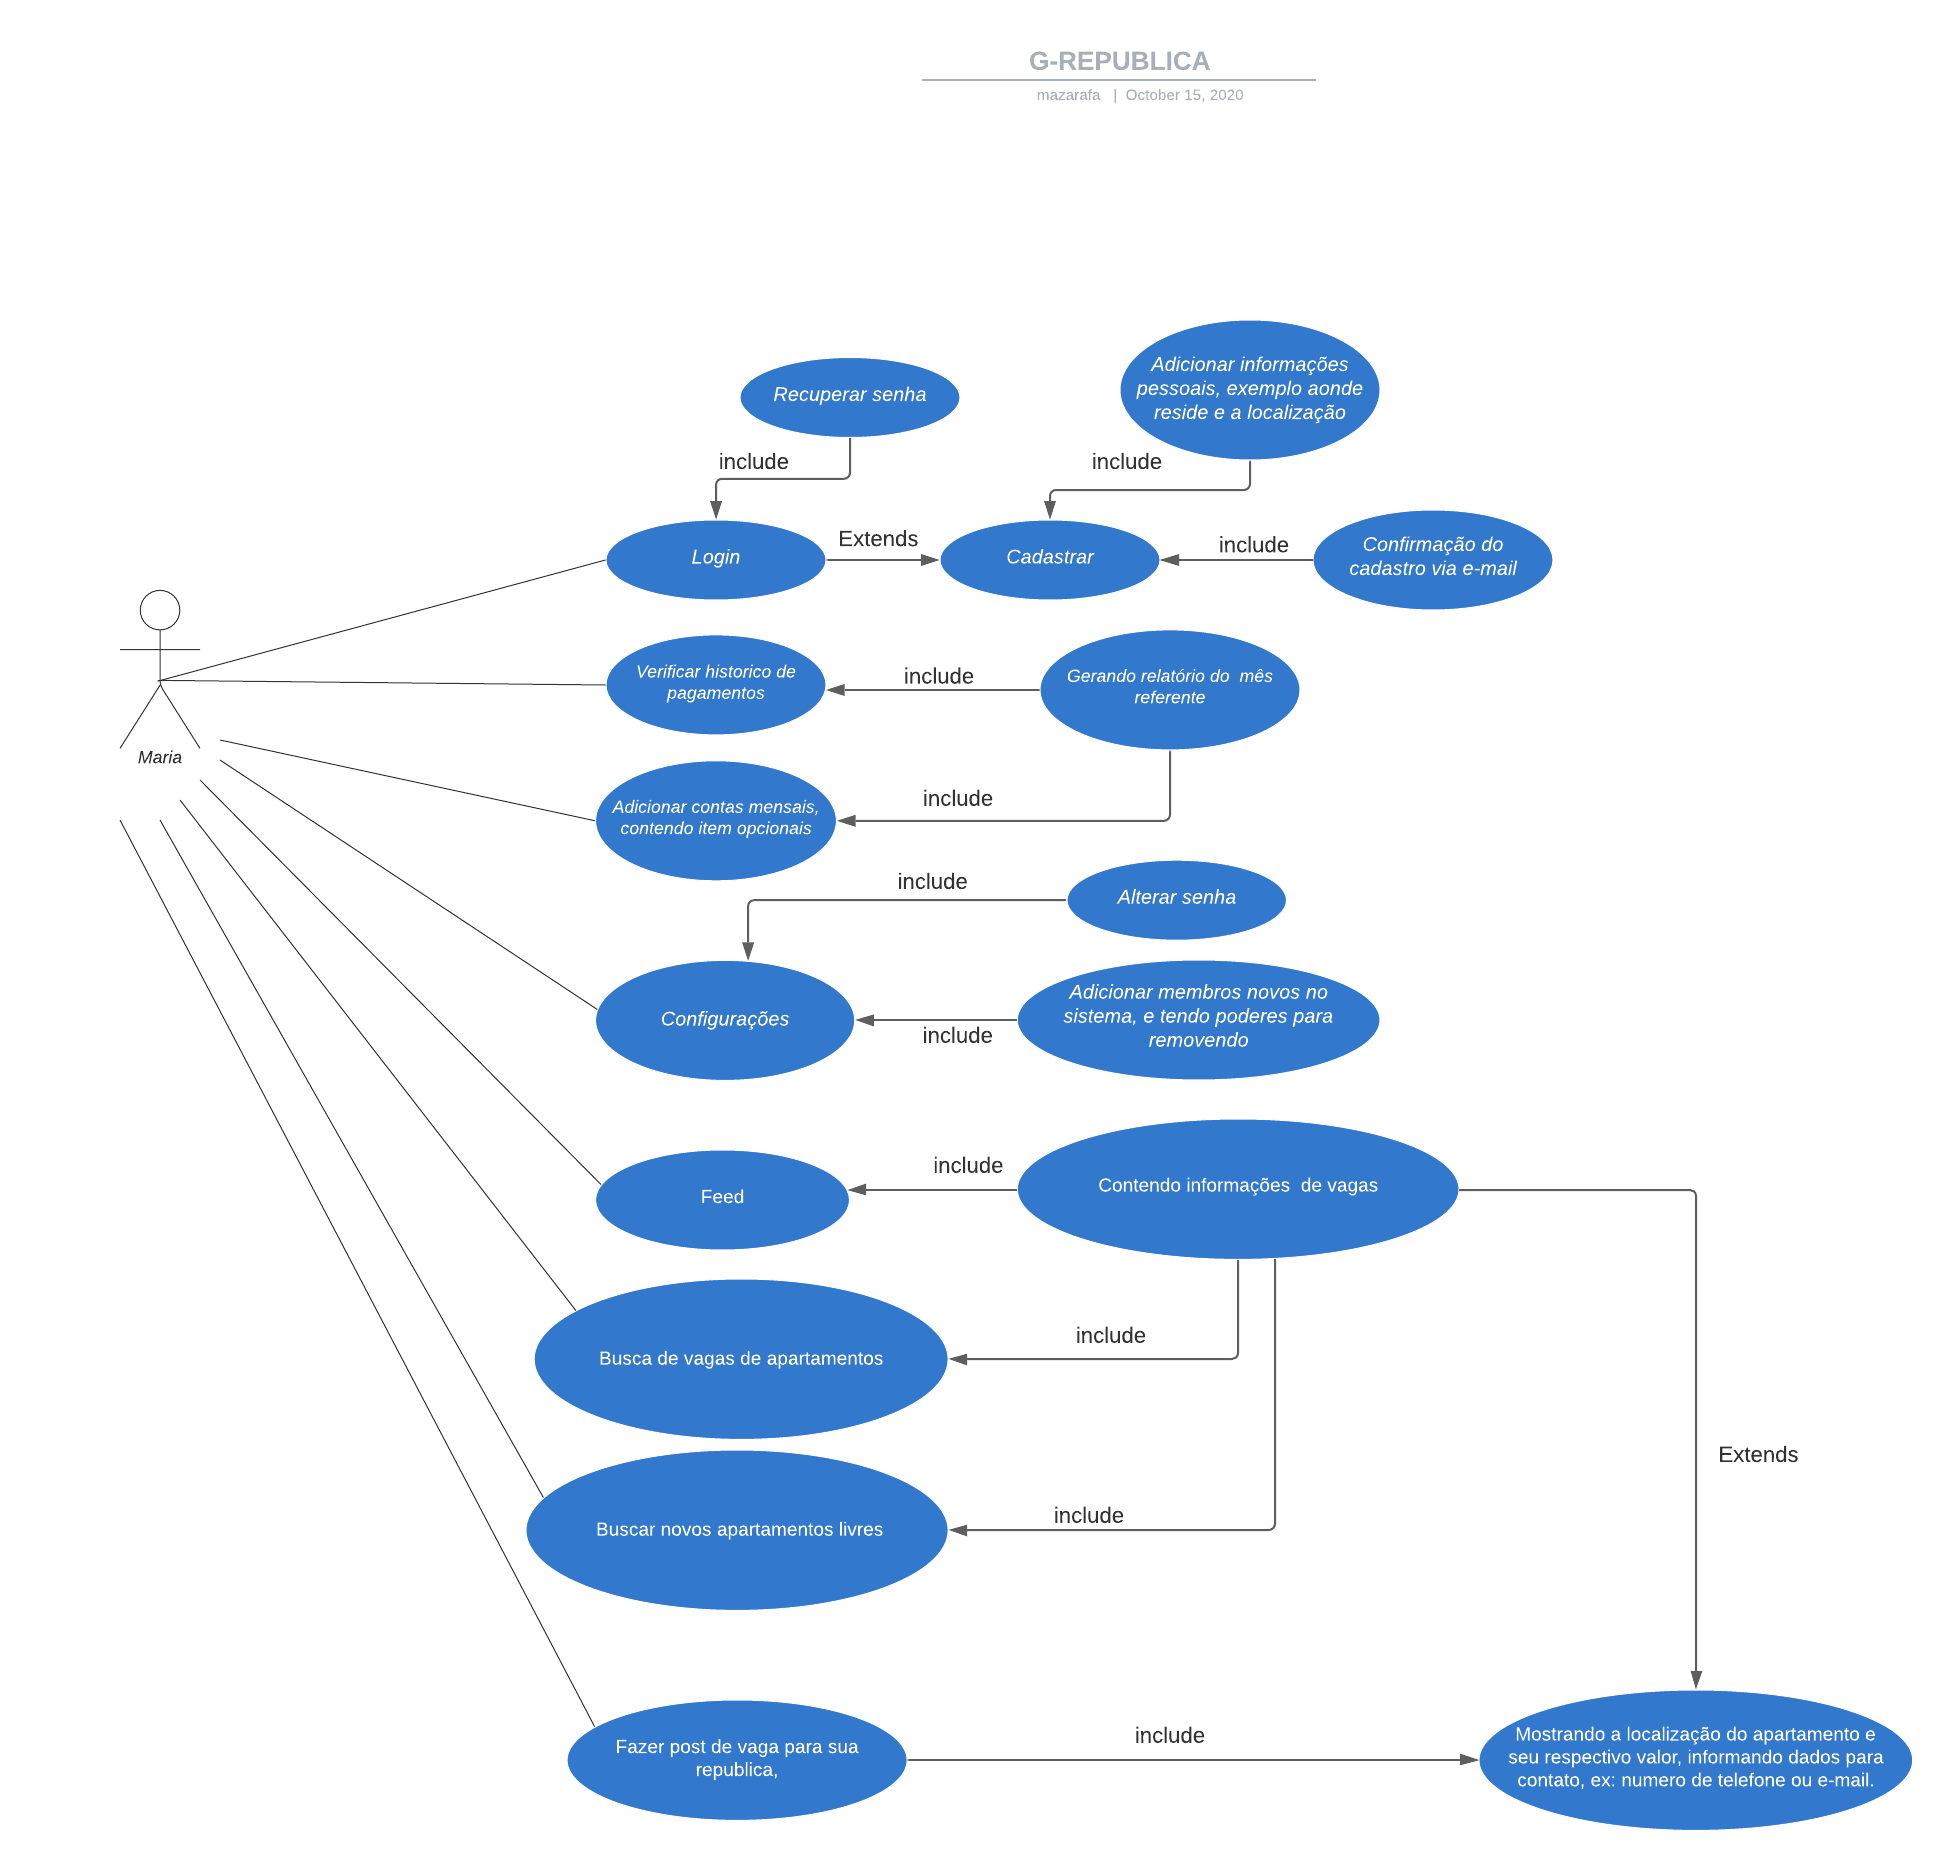 G-REPUBLICA
mazarafa | October 15, 2020
Recuperar senha
Adicionar informações
pessoais, exemplo aonde
reside e a localização
include
include
Login
Extends
Cadastrar
include
Confirmação do
cadastro via e-mail
Verificar historico de
pagamentos
include
Gerando relatório do mês
referente
Maria
Adicionar contas mensais,
contendo item opcionais
include
include
Alterar senha
Configurações
include
Adicionar membros novos no
sistema, e tendo poderes para
removendo
Feed
include
Contendo informações de vagas
Busca de vagas de apartamentos
include
Extends
Buscar novos apartamentos livres
include
Fazer post de vaga para sua
republica,
include
Mostrando a localização do apartamento e
seu respectivo valor, informando dados para
contato, ex: numero de telefone ou e-mail.